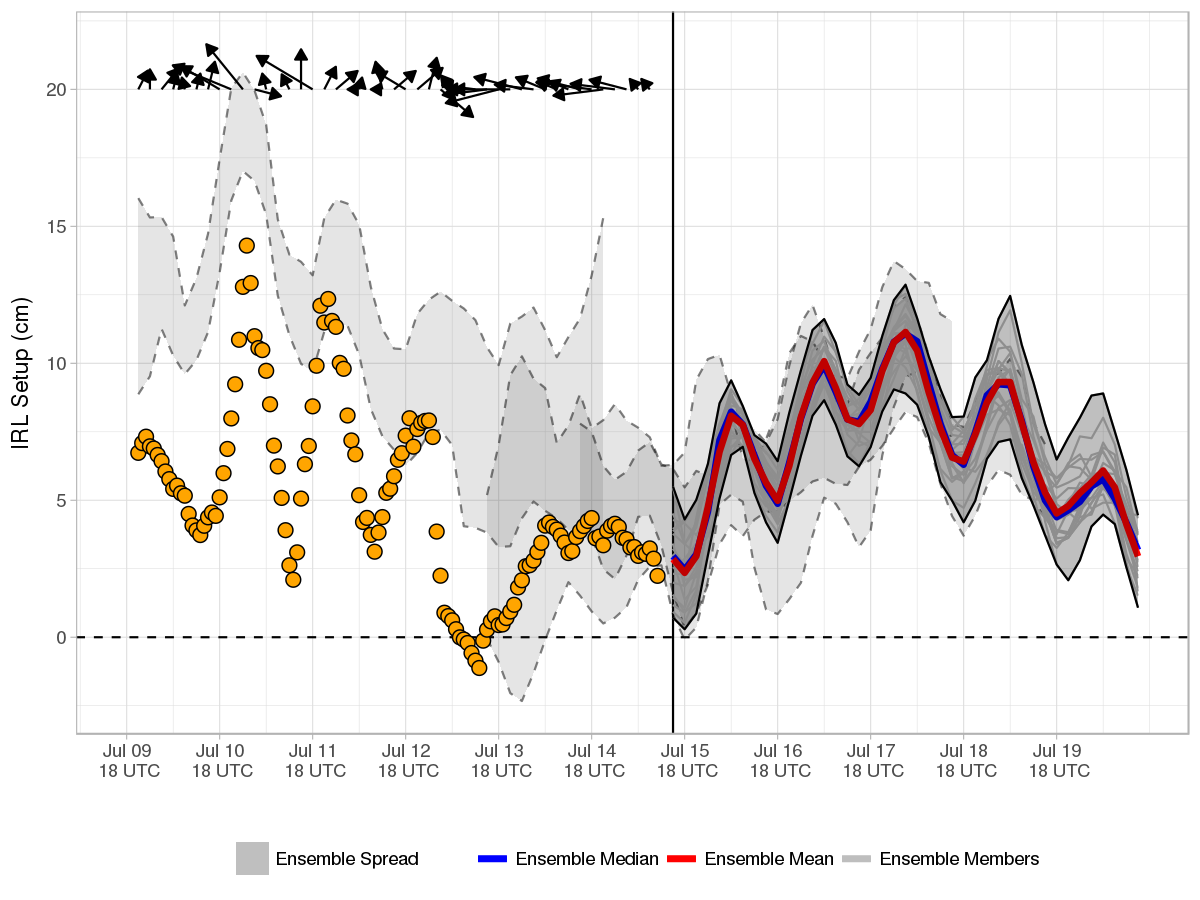 IRL Setup (cm)
20
15
10
5
0
Jul 09 Jul 10 Jul 11 Jul 12 Jul 13 Jul 14 Jul 15 Jul 16 Jul 17 Jul 18 Jul 19
18 UTC 18 UTC 18 UTC 18 UTC 18 UTC 18 UTC 18 UTC 18 UTC 18 UTC 18 UTC 18 UTC
Ensemble Spread Ensemble Median Ensemble Mean Ensemble Members